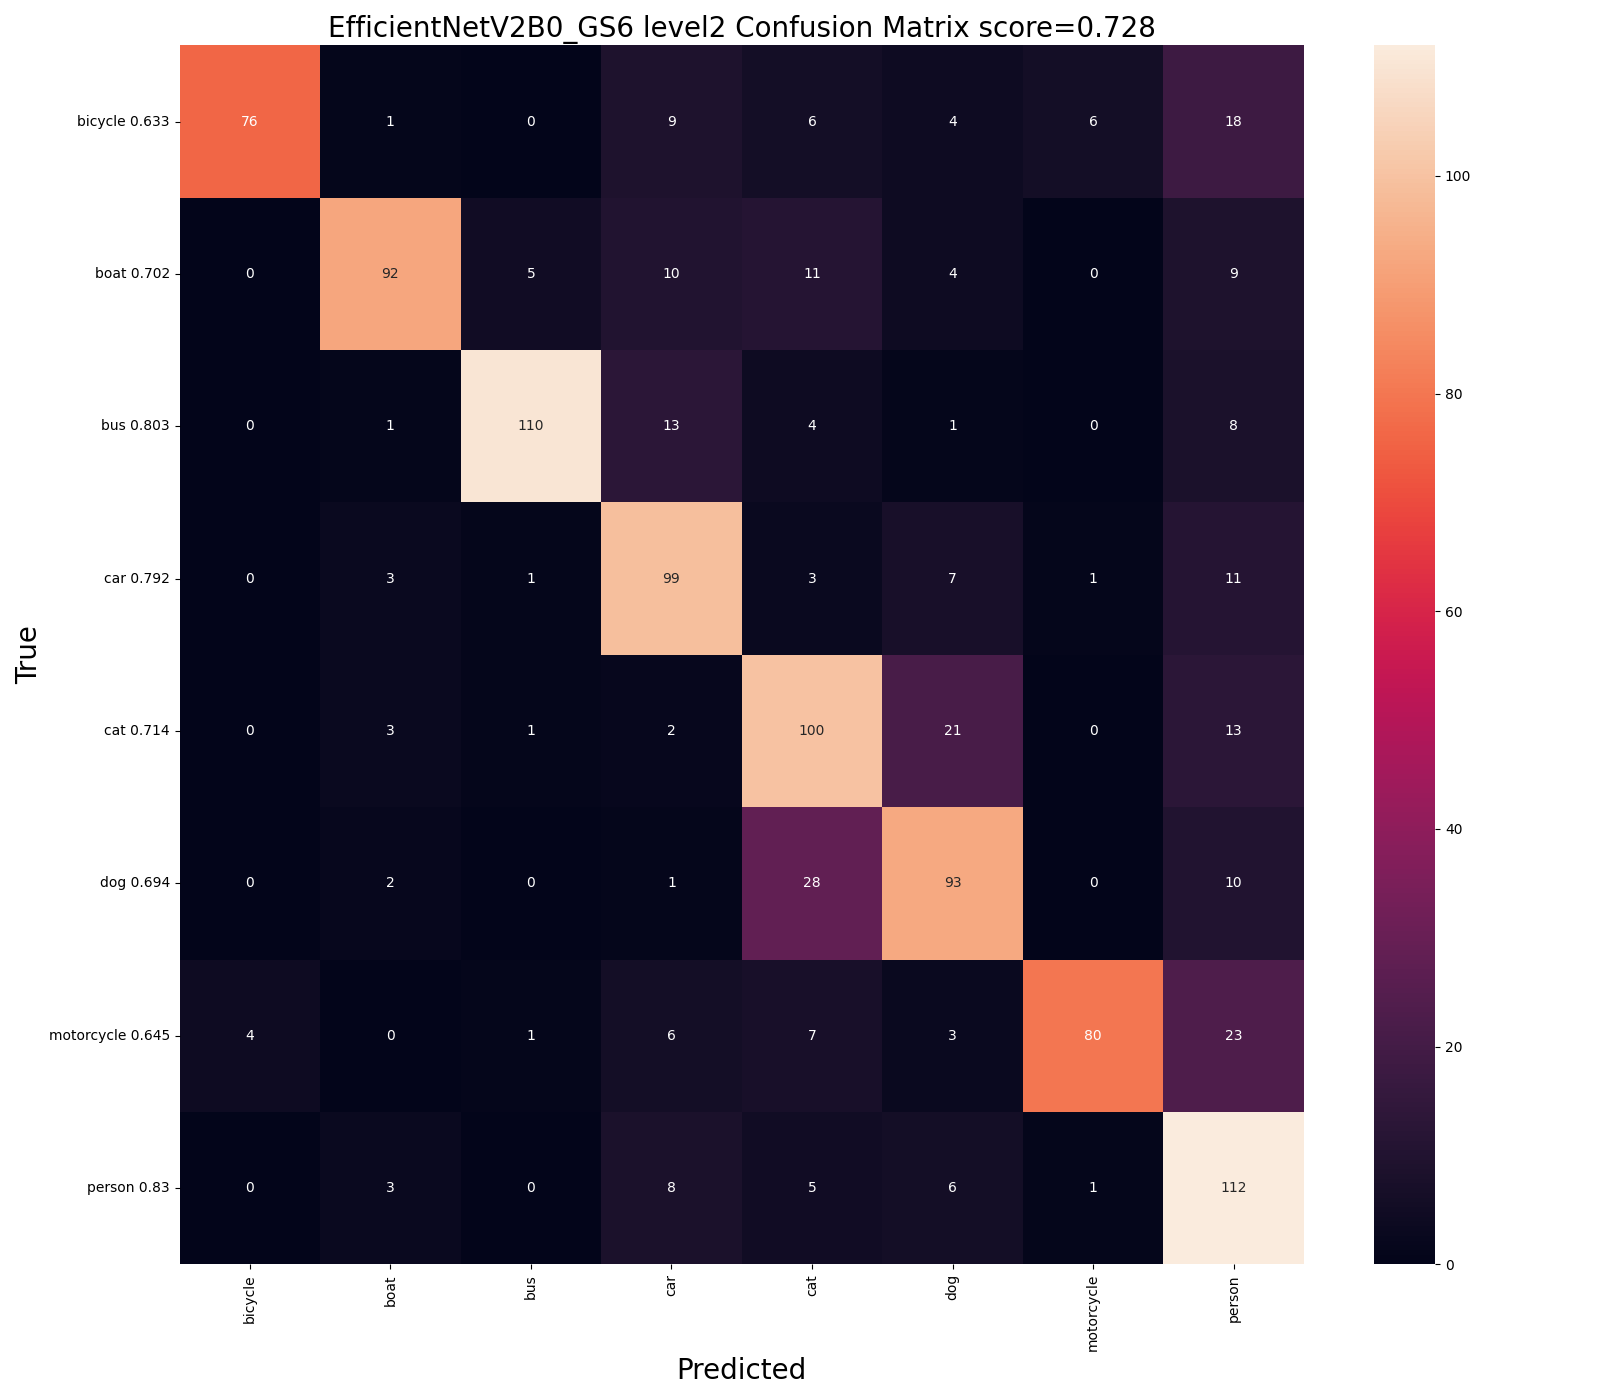 EfficientNetV2B0_GS6 level2 Confusion Matrix score=0.728
bicycle 0.633 76 1 0 9 6 4 6 18
boat 0.702 0 92 5 10 11 4 0 9
bus 0.803 0 1 110 13 4 1 0 8
car 0.792 0 3 1 99 3 7 1 11
cat 0.714 0 3 1 2 100 21 0 13
dog 0.694 0 2 0 1 28 93 0 10
motorcycle 0.645 4 0 1 6 7 3 80 23
person 0.83 0 3 0 8 5 6 1 112
bicycle boat bus car cat dog motorcycle person
Predicted
True
100
80
60
40
20
0